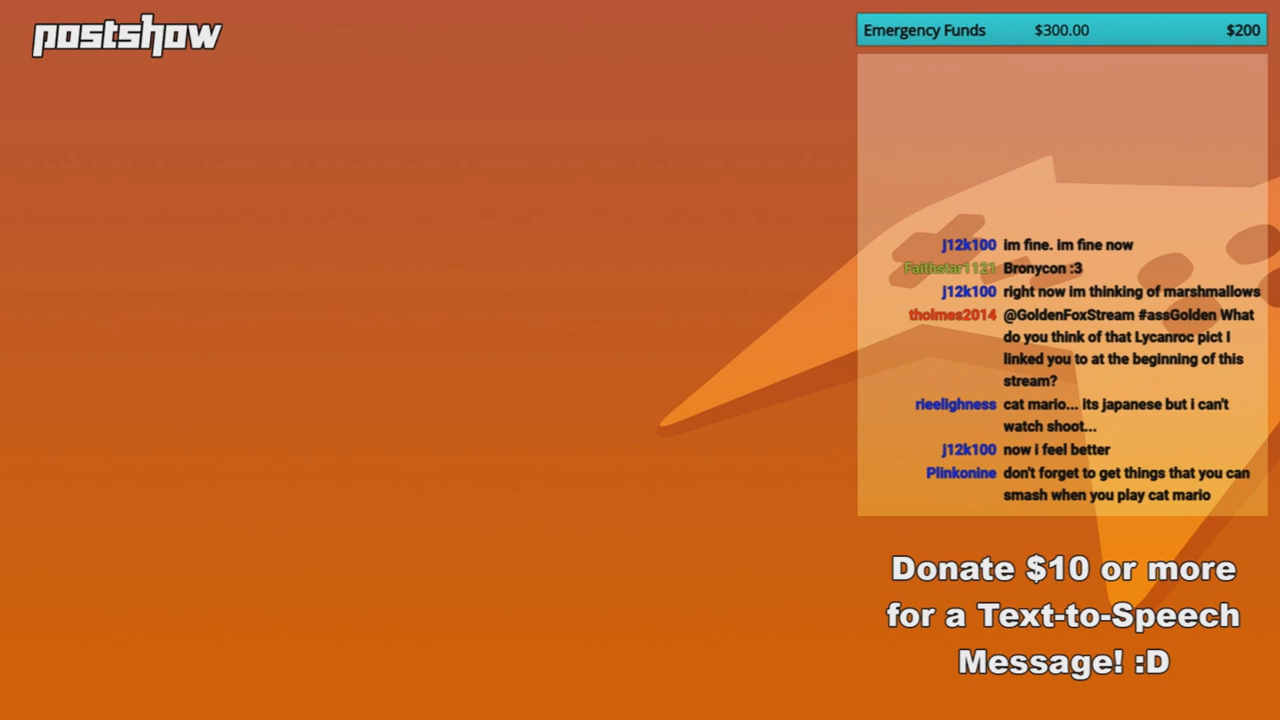 postshow
Emergency Funds $300.00 $200
j12k100 im fine. im fine now
Faithstar1121 Bronycon :3
j12k100 right now im thinking of marshmallows
tholmes2014 @GoldenFoxStream #assGolden What
do you think of that Lycanroc pict I
linked you to at the beginning of this
stream?
rieelighness cat mario... its japanese but i can't
watch shoot...
j12k100 now i feel better
Plinkonine don't forget to get things that you can
smash when you play cat mario
Donate $10 or more
for a Text-to-Speech
Message! :D